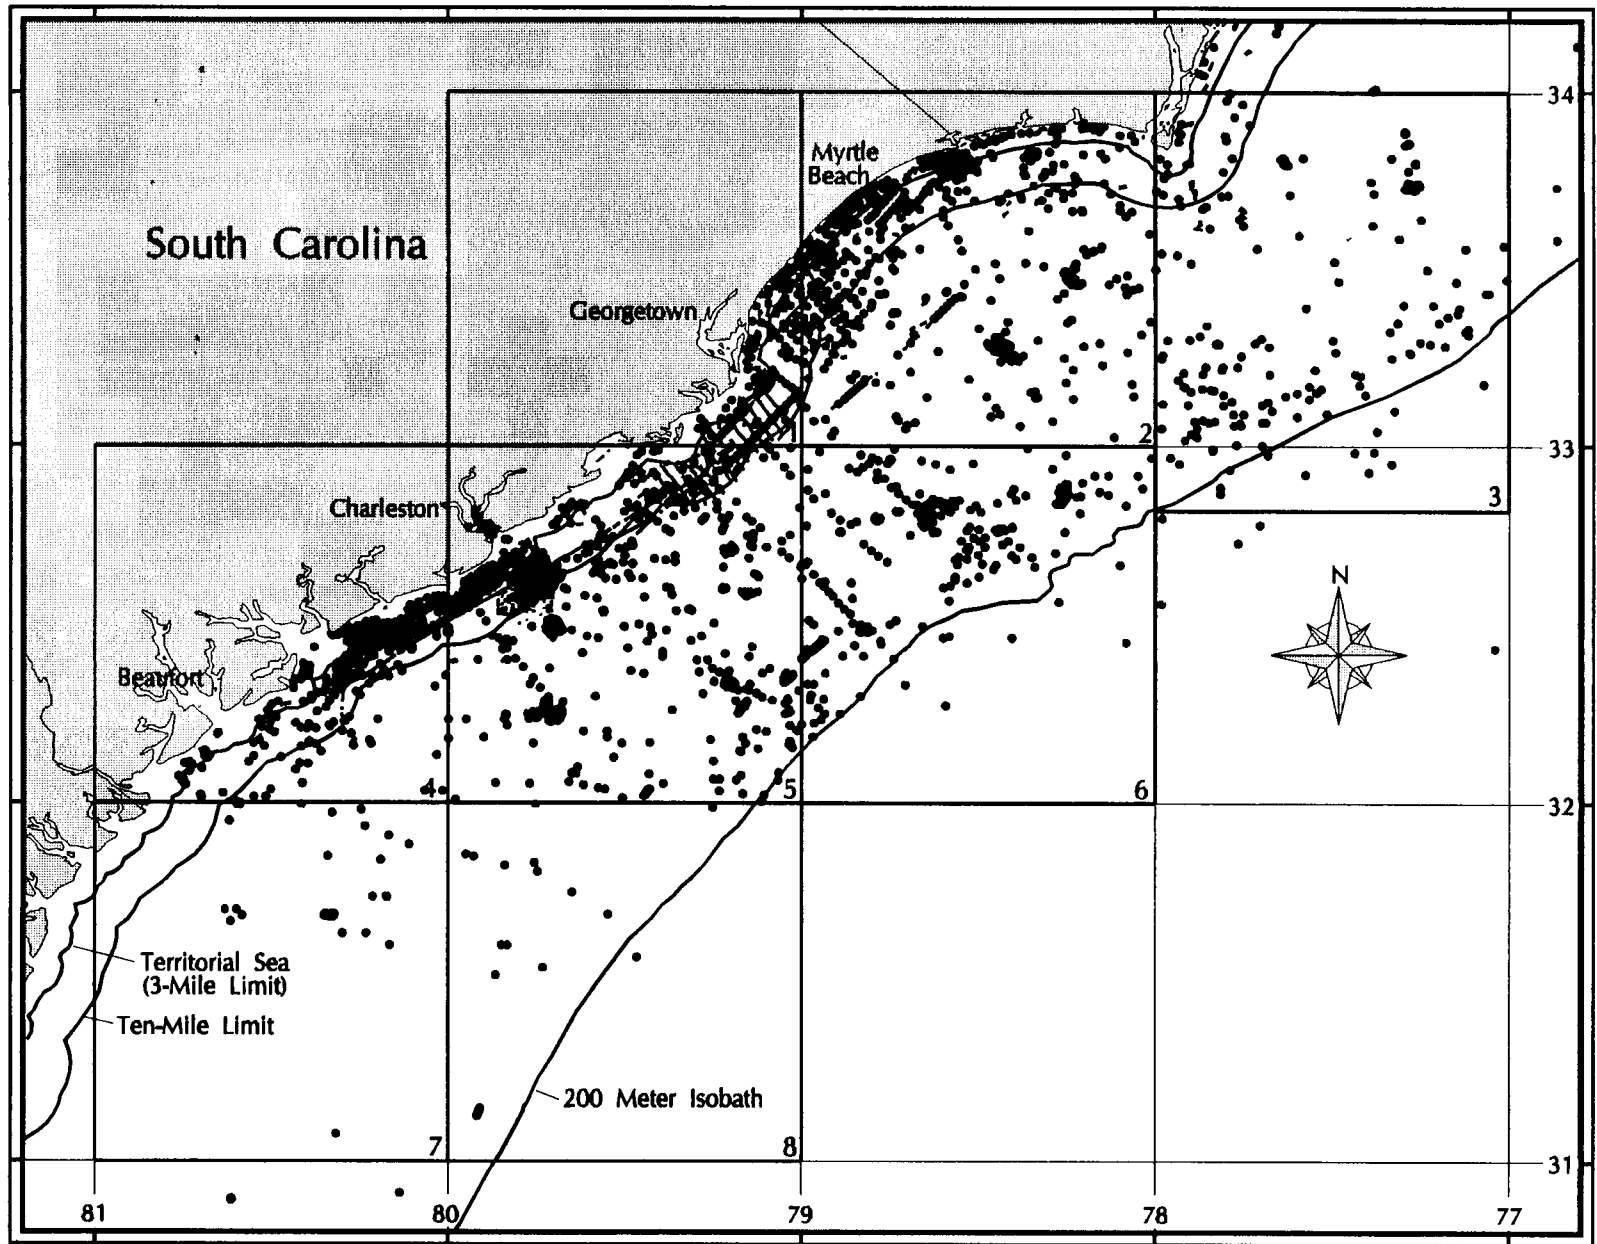 34
Myrtle
Beach
South Carolina
Georgetown
2
33
Charleston
3
N
Beaufort
4
5
6
32
Territorial Sea
(3-Mile Limit)
Ten-Mile Limit
200 Meter Isobath
7
8
31
81
80
79
78
77